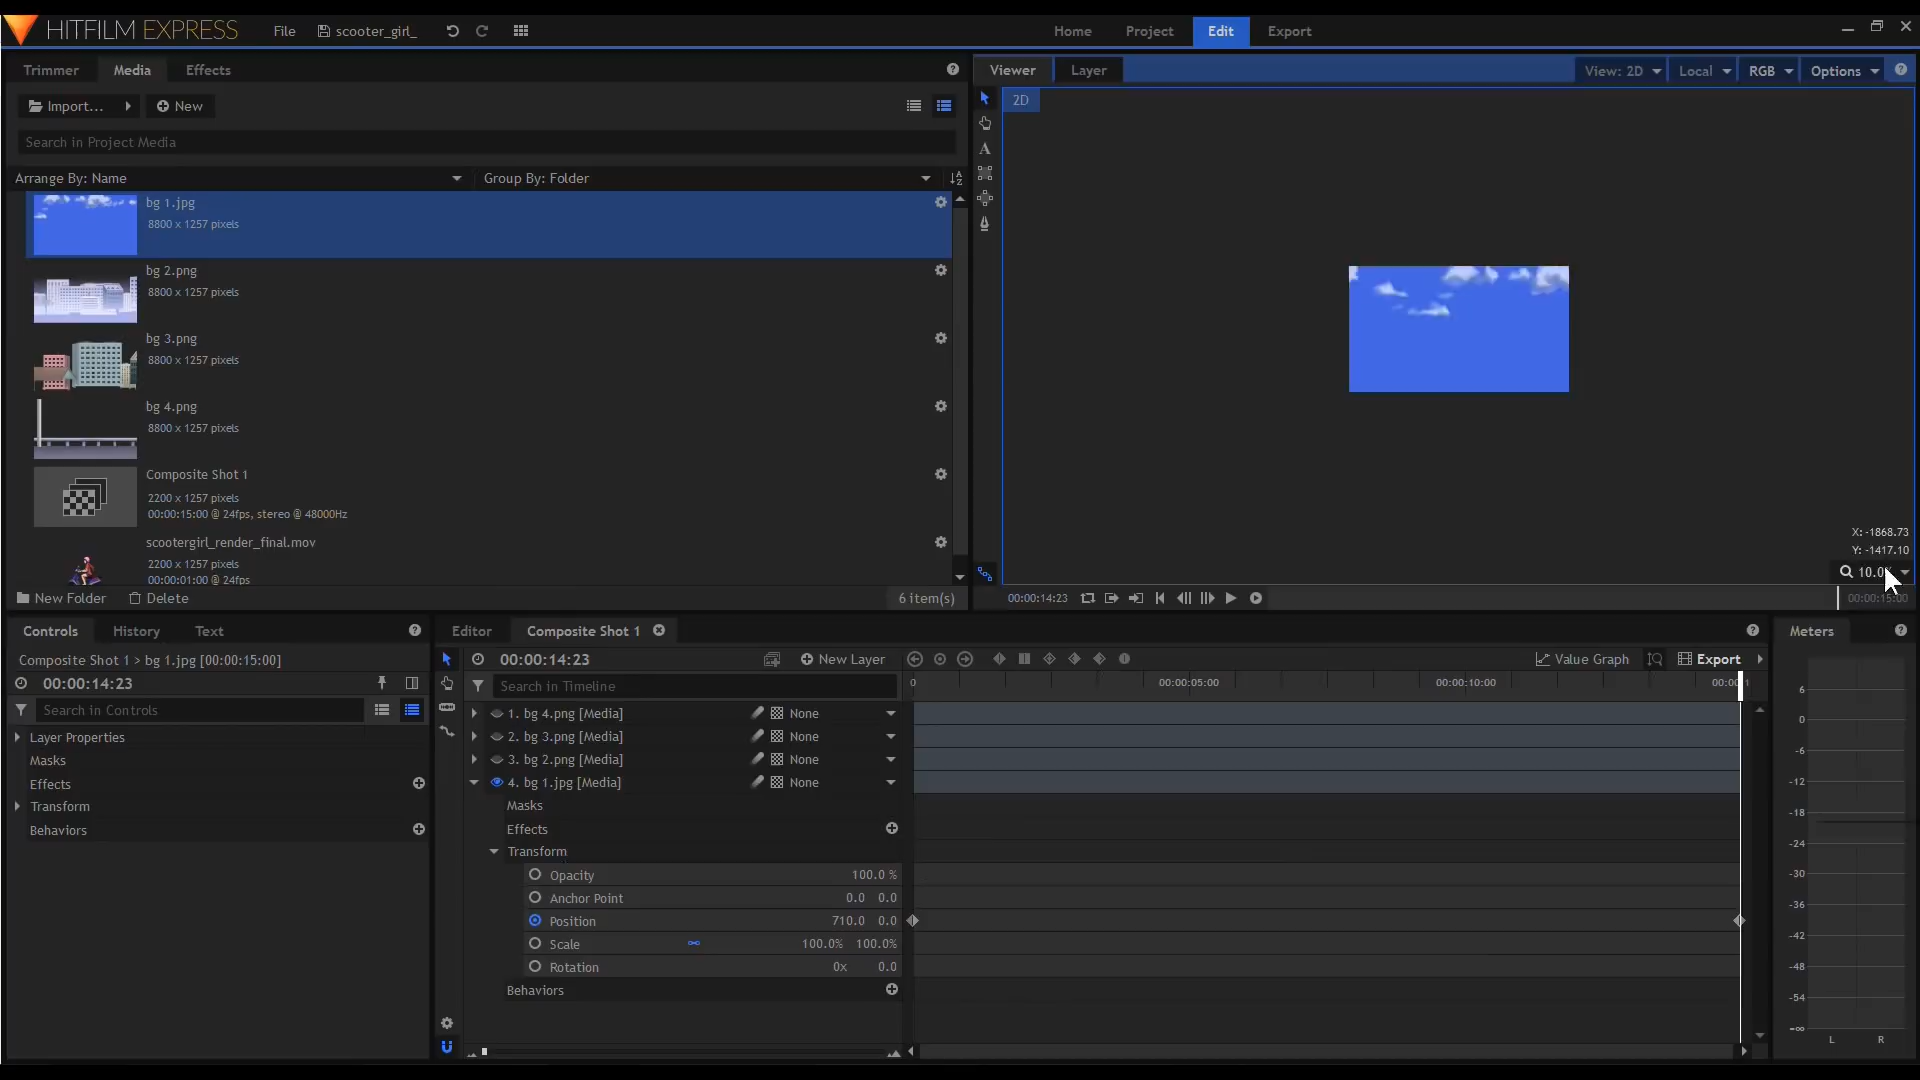 HITFILM EXPRESS File scooter_girl_ Home Project Edit Export
Trimmer Media Effects
Import... New
Search in Project Media
Arrange By: Name Group By: Folder
bg 1.jpg
8800 x 1257 pixels
bg 2.png
8800 x 1257 pixels
bg 3.png
8800 x 1257 pixels
bg 4.png
8800 x 1257 pixels
Composite Shot 1
2200 x 1257 pixels
00:00:15:00 @ 24fps, stereo @ 48000Hz
scootergirl_render_final.mov
2200 x 1257 pixels
00:00:01:00 @ 24fps
New Folder Delete 6 item(s)
Viewer Layer View: 2D Local RGB Options
2D
A
X: -1868.73
Y: -1417.10
00:00:14:23 00:00:15:00
Controls History Text
Composite Shot 1 > bg 1.jpg [00:00:15:00]
00:00:14:23
Search in Controls
Layer Properties
Masks
Effects
Transform
Behaviors
Editor Composite Shot 1
00:00:14:23 New Layer Value Graph Export
Search in Timeline 0 00:00:05:00 00:00:10:00
1. bg 4.png [Media] None
2. bg 3.png [Media] None
3. bg 2.png [Media] None
4. bg 1.jpg [Media] None
Masks
Effects
Transform
Opacity 100.0 %
Anchor Point 0.0 0.0
Position 710.0 0.0
Scale 100.0% 100.0%
Rotation 0x 0.0
Behaviors
Meters
6
0
-6
-12
-18
-24
-30
-36
-42
-48
-54
-∞
L R